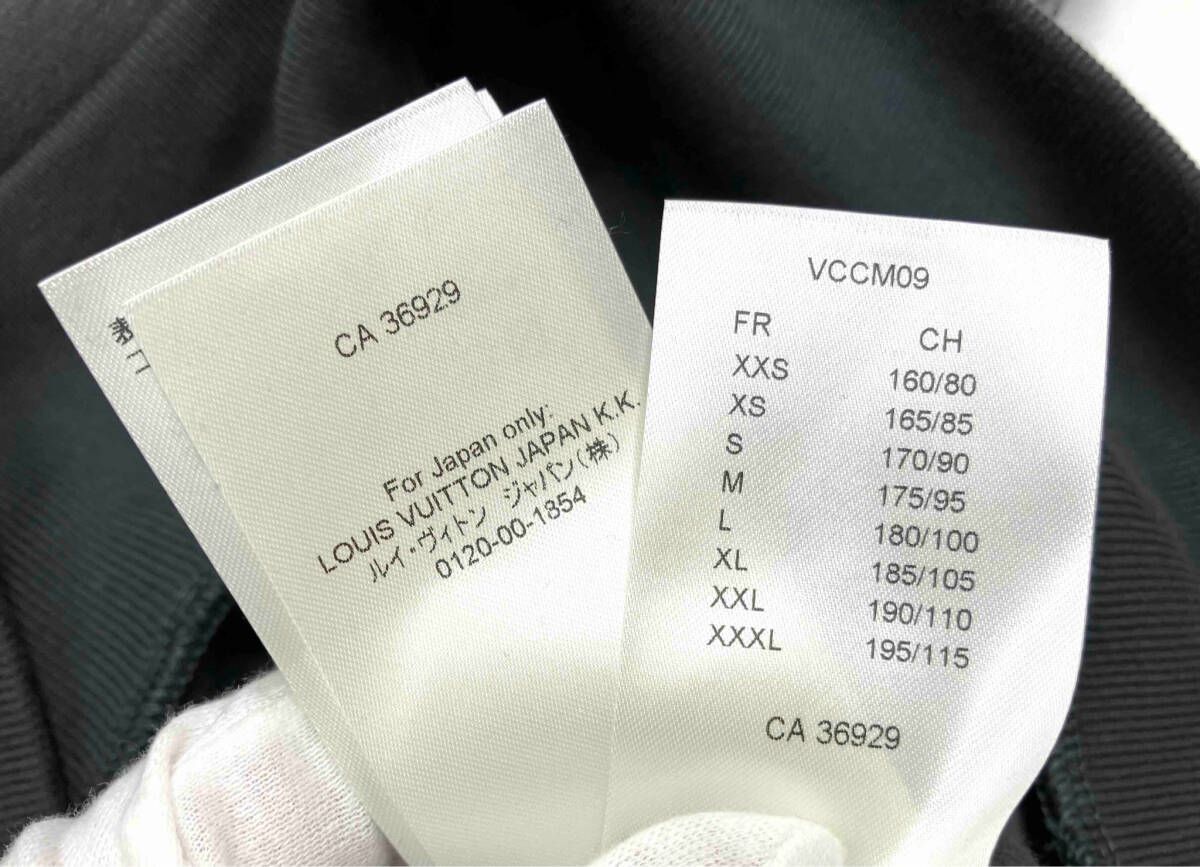 表
コ
CA 36929
For Japan only:
LOUIS VUITTON JAPAN K.K.
ルイ・ヴィトン ジャパン(株)
0120-00-1854
VCCM09
FR CH
XXS 160/80
XS 165/85
S 170/90
M 175/95
L 180/100
XL 185/105
XXL 190/110
XXXL 195/115
CA 36929